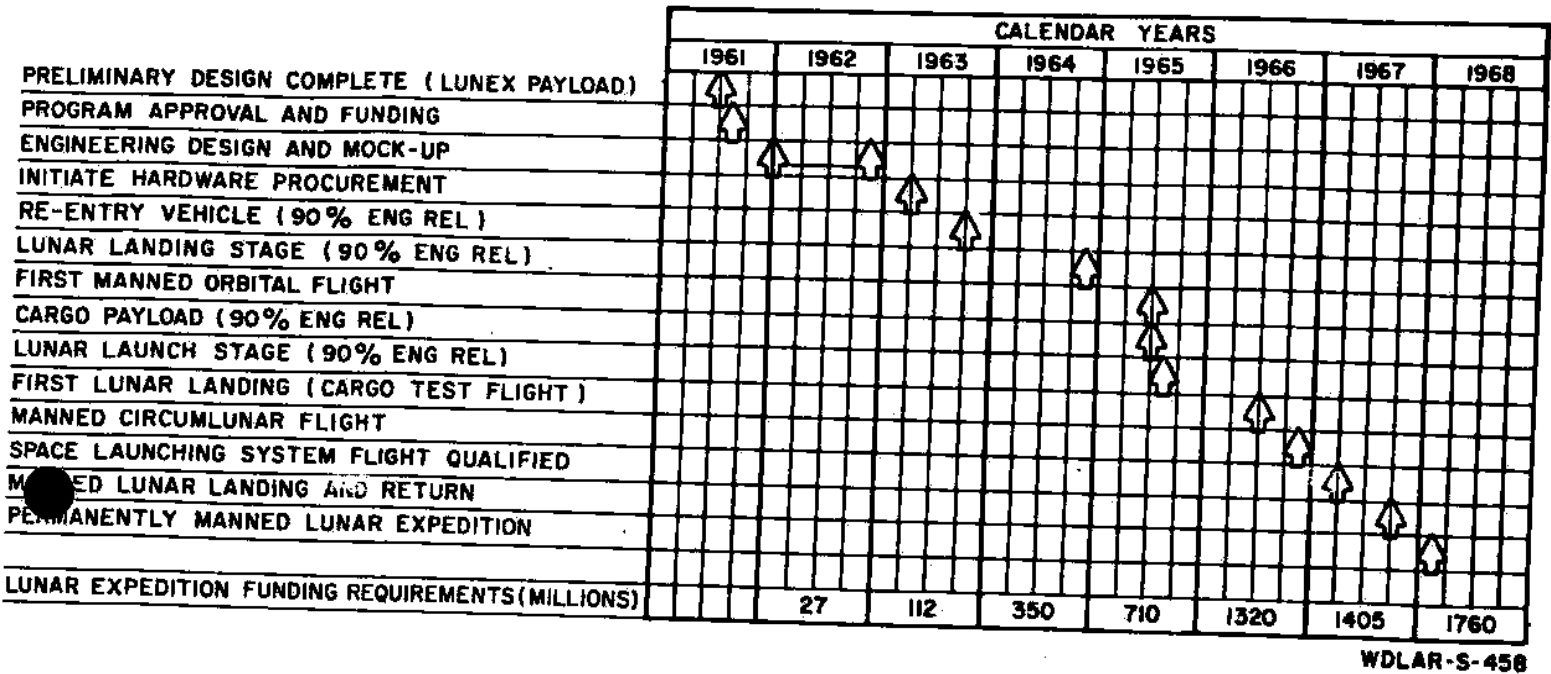 CALENDAR YEARS
1961 1962 1963 1964 1965 1966 1967 1968
PRELIMINARY DESIGN COMPLETE (LUNEX PAYLOAD)
PROGRAM APPROVAL AND FUNDING
ENGINEERING DESIGN AND MOCK-UP
INITIATE HARDWARE PROCUREMENT
RE-ENTRY VEHICLE (90% ENG REL)
LUNAR LANDING STAGE (90% ENG REL)
FIRST MANNED ORBITAL FLIGHT
CARGO PAYLOAD (90% ENG REL)
LUNAR LAUNCH STAGE (90% ENG REL)
FIRST LUNAR LANDING (CARGO TEST FLIGHT)
MANNED CIRCUMLUNAR FLIGHT
SPACE LAUNCHING SYSTEM FLIGHT QUALIFIED
LUNAR LANDING AND RETURN
PERMANENTLY MANNED LUNAR EXPEDITION
LUNAR EXPEDITION FUNDING REQUIREMENTS (MILLIONS) 27 112 350 710 1320 1405 1760
WDLAR-S-458